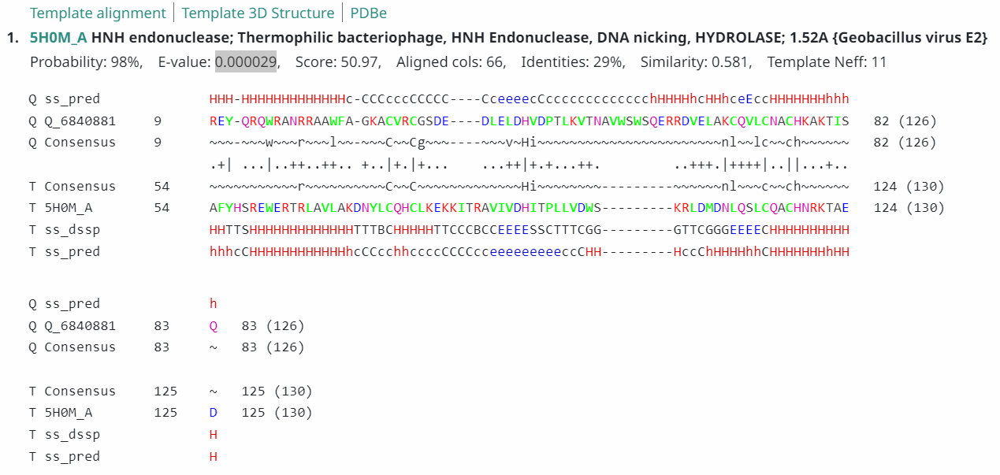 Template alignment | Template 3D Structure | PDBe
1. 5H0M_A HNH endonuclease; Thermophilic bacteriophage, HNH Endonuclease, DNA nicking, HYDROLASE; 1.52A {Geobacillus virus E2}
Probability: 98%, E-value: 0.000029, Score: 50.97, Aligned cols: 66, Identities: 29%, Similarity: 0.581, Template Neff: 11
Q ss_pred HHH-HHHHHHHHHHHHHc-CCCCccCCCCC----CceeeecCccccccccccccchHHHHhcHHhceEccHHHHHHHhhh
Q Q_6840881 9 REY-QRQWRANRRAAWFA-GKACVRCGSDE----DLELDHVDPTLKVTNAVWSWSQERRDVELAKCQVLCNACHKAKTIS 82 (126)
Q Consensus 9 ~~~-~~~w~~~r~~~l~~-~~~C~~Cg~~~----~~~v~Hi~~~~~~~~~~~~~~~~~~~~~~~~~~nl~~lc~~ch~~~~~~ 82 (126)
.+| ...|..++..++.. +..|+.|+... ...++|+.+...++. ..+++.|++++|..||...+..
T Consensus 54 ~~~~~~~~~~~r~~~~~~~~~~~C~~C~~~~~~~~~~~~~~Hi~~~~~~~~---------~~~~~~nl~~~c~~ch~~~~~~ 124 (130)
T 5H0M_A 54 AFYHSREWERTRLAVLAKDNYLCQHCLKEKKITRAVIVDHITPLLVDWS---------KRLDMDNLQSLCQACHNRKTAE 124 (130)
T ss_dssp HHTTSHHHHHHHHHHHHHHTTTBCHHHHHTTCCCBCCEEEESSCTTTCGG---------GTTCGGGEEEECHHHHHHHHHH
T ss_pred hhhcCHHHHHHHHHHHHHhcCCcchhccccCCCCcceeeeeeeeeccCHH---------HccChHHHHhhCHHHHHHHhHH
Q ss_pred h
Q Q_6840881 83 Q 83 (126)
Q Consensus 83 ~ 83 (126)
T Consensus 125 ~ 125 (130)
T 5H0M_A 125 D 125 (130)
T ss_dssp H
T ss_pred H